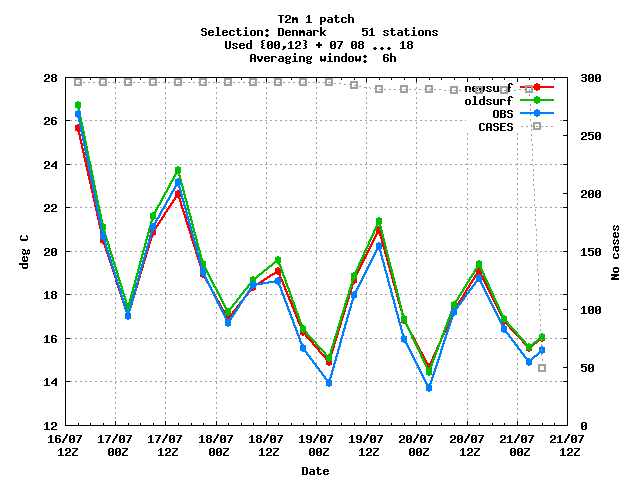 T2m 1 patch
Selection: Denmark 51 stations
Used {00,12} + 07 08 ... 18
Averaging window: 6h
newsurf
oldsurf
OBS
CASES
28
26
24
22
20
18
16
14
12
deg C
300
250
200
150
100
50
0
No cases
16/07 17/07 17/07 18/07 18/07 19/07 19/07 20/07 20/07 21/07 21/07
12Z 00Z 12Z 00Z 12Z 00Z 12Z 00Z 12Z 00Z 12Z
Date